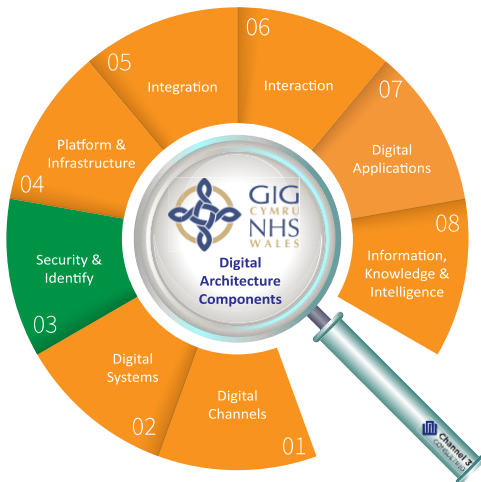 06
05
Integration
Interaction
07
Platform &
Infrastructure
Digital
Applications
04
GIG
CYMRU
NHS
WALES
08
Security &
Identify
Digital
Architecture
Components
Information,
Knowledge &
Intelligence
03
Digital
Systems
02
Digital
Channels
01
Channel 3
CONSULTING